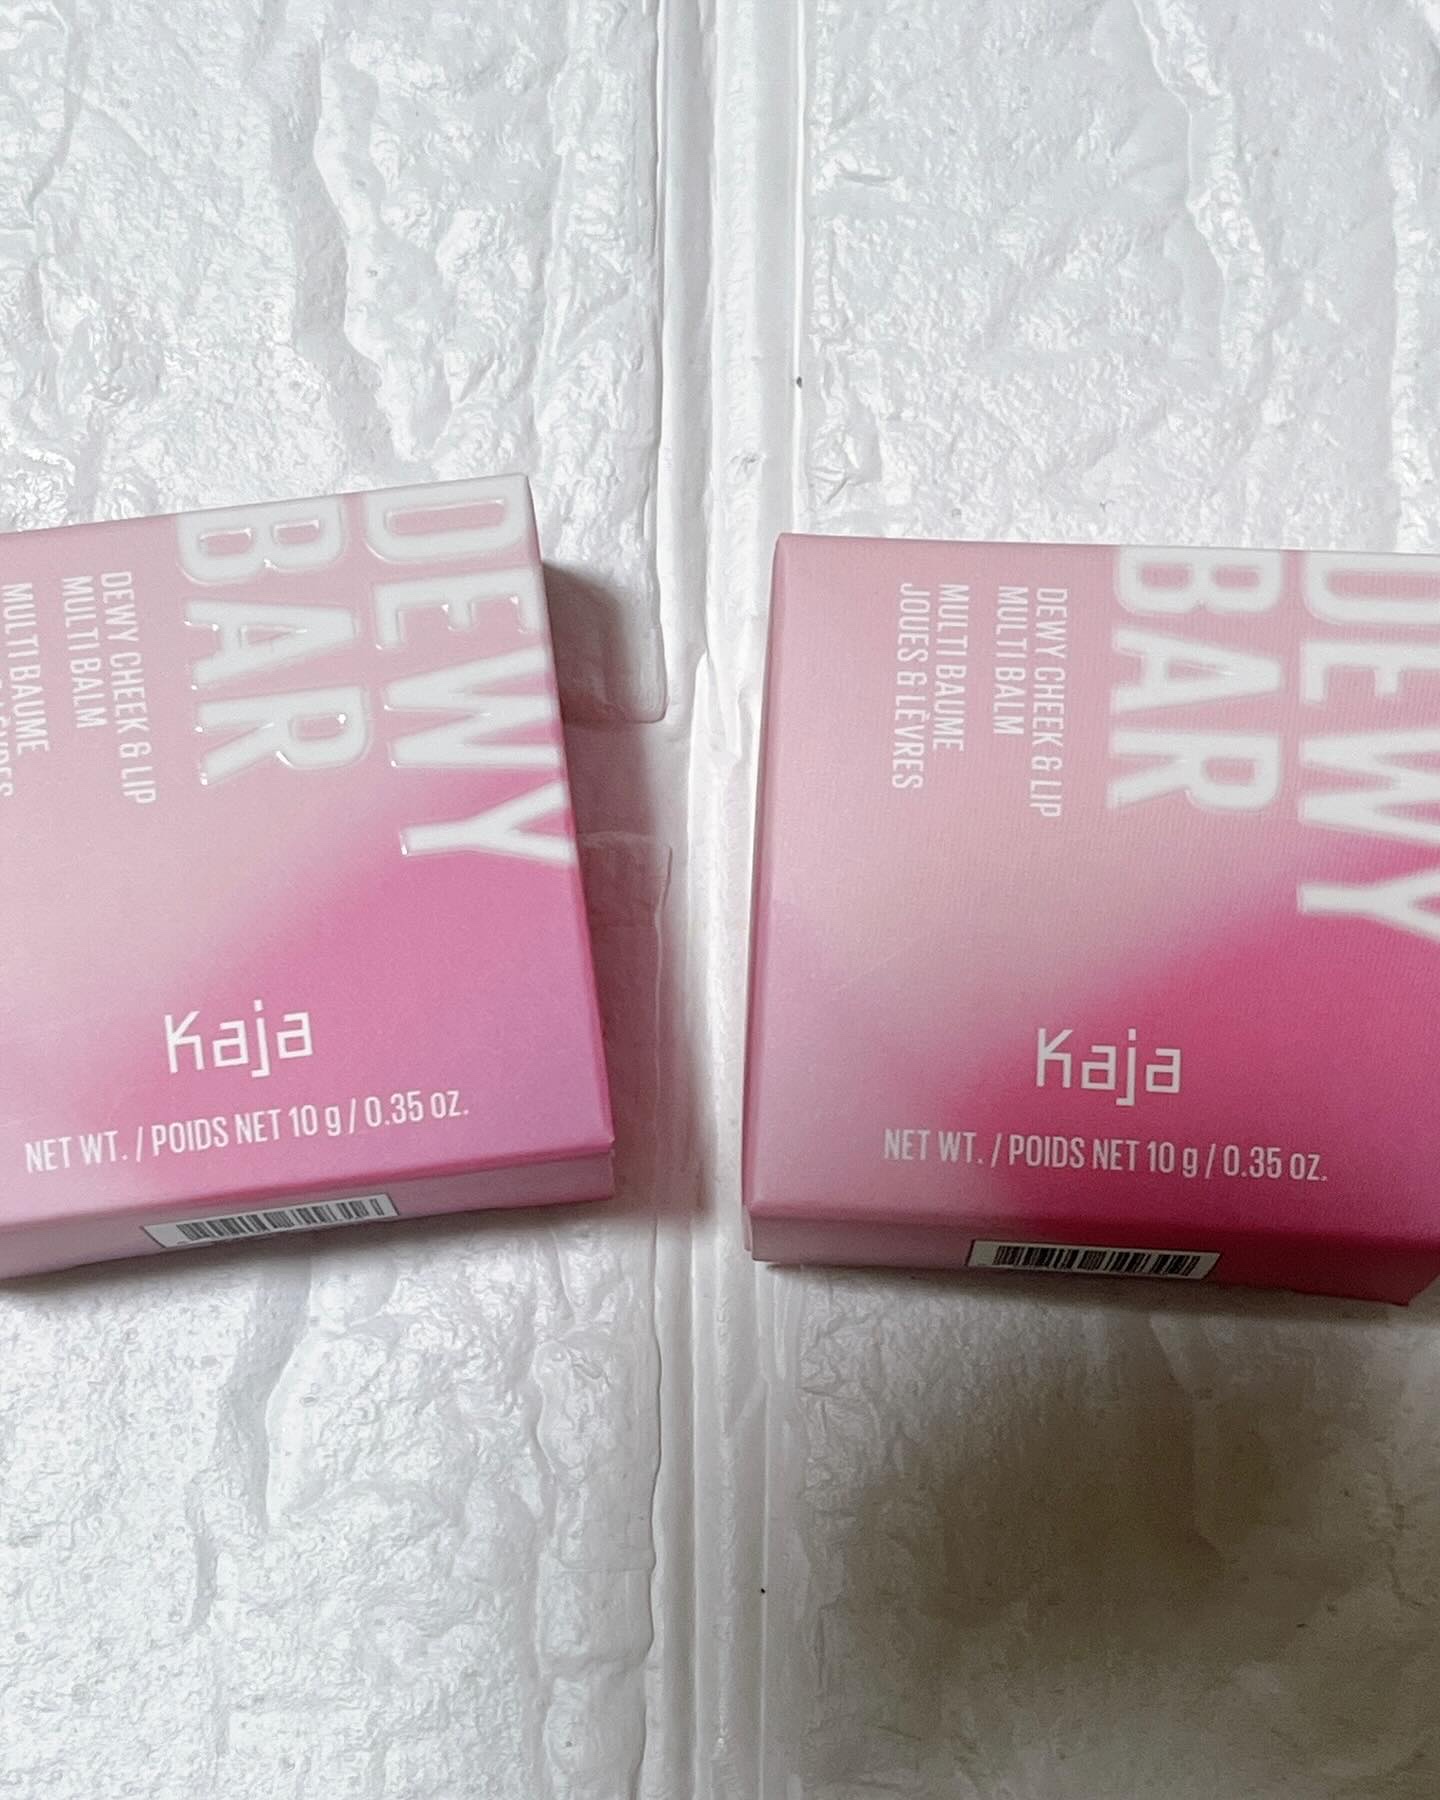 DEWY
BAR
DEWY CHEEK & LIP
MULTI BALM
MULTI BAUME
Kaja
NET WT. / POIDS NET 10 g / 0.35 oz.
DEWY
BAR
DEWY CHEEK & LIP
MULTI BALM
MULTI BAUME
JOUES & LÈVRES
Kaja
NET WT. / POIDS NET 10 g / 0.35 oz.